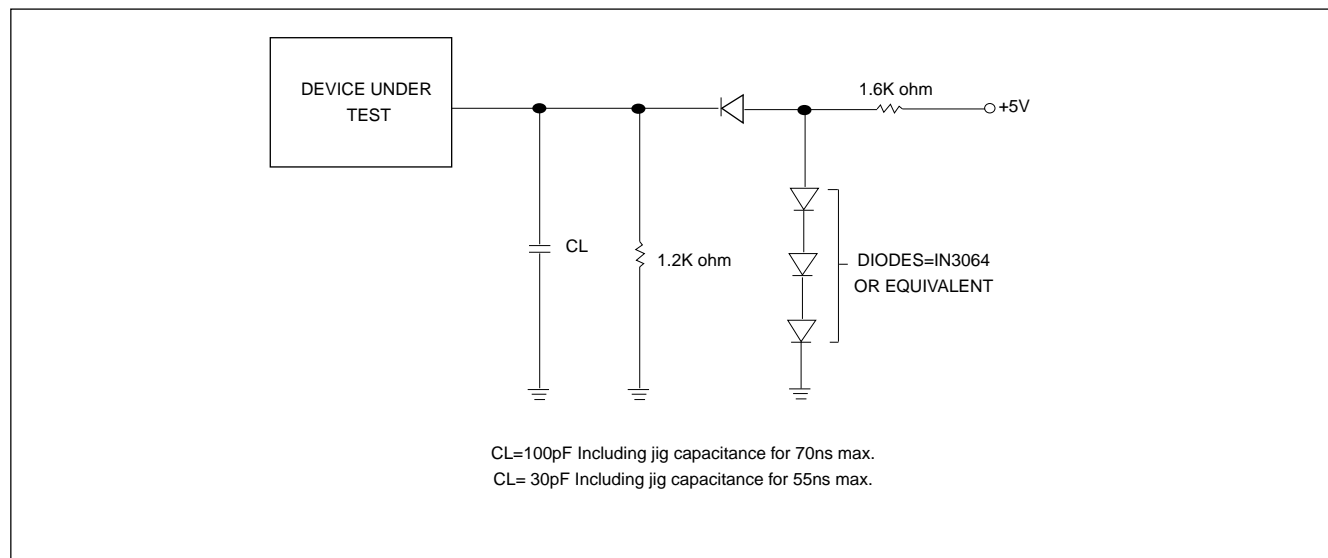 DEVICE UNDER
TEST
1.6K ohm
+5V
CL
1.2K ohm
DIODES=IN3064
OR EQUIVALENT
CL=100pF Including jig capacitance for 70ns max.
CL= 30pF Including jig capacitance for 55ns max.